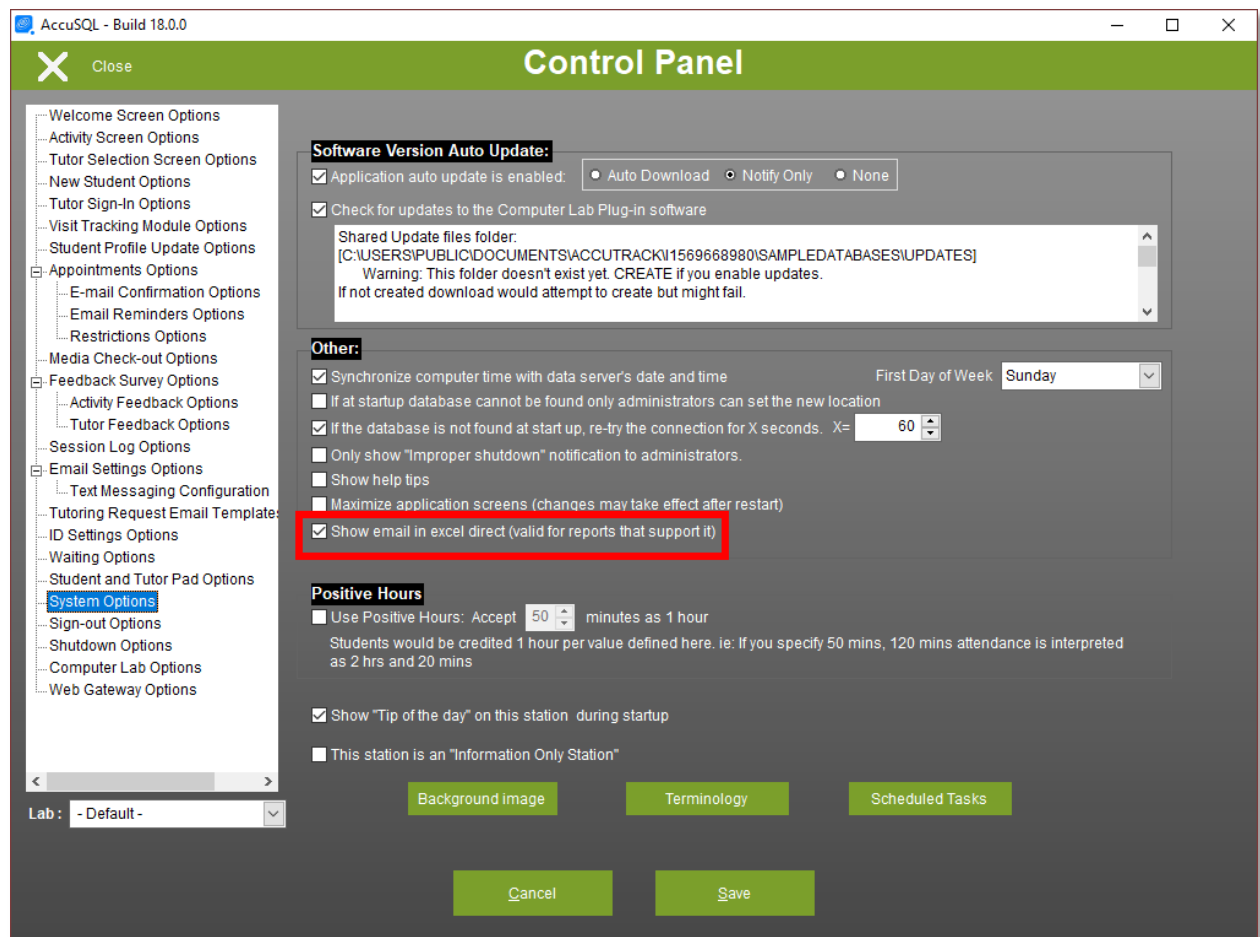 AccuSQL - Build 18.0.0
Close
Control Panel
Welcome Screen Options
Activity Screen Options
Tutor Selection Screen Options
New Student Options
Tutor Sign-In Options
Visit Tracking Module Options
Student Profile Update Options
Appointments Options
E-mail Confirmation Options
Email Reminders Options
Restrictions Options
Media Check-out Options
Feedback Survey Options
Activity Feedback Options
Tutor Feedback Options
Session Log Options
Email Settings Options
Text Messaging Configuration
Tutoring Request Email Templates
ID Settings Options
Waiting Options
Student and Tutor Pad Options
System Options
Sign-out Options
Shutdown Options
Computer Lab Options
Web Gateway Options
Lab : - Default -
Software Version Auto Update:
Application auto update is enabled: Auto Download Notify Only None
Check for updates to the Computer Lab Plug-in software
Shared Update files folder:
[C:\USERS\PUBLIC\DOCUMENTS\ACCUTRACK\I1569668980\SAMPLEDATABASES\UPDATES]
Warning: This folder doesn't exist yet. CREATE if you enable updates.
If not created download would attempt to create but might fail.
Other:
Synchronize computer time with data server's date and time First Day of Week Sunday
If at startup database cannot be found only administrators can set the new location
If the database is not found at start up, re-try the connection for X seconds. X= 60
Only show "Improper shutdown" notification to administrators.
Show help tips
Maximize application screens (changes may take effect after restart)
Show email in excel direct (valid for reports that support it)
Positive Hours
Use Positive Hours: Accept 50 minutes as 1 hour
Students would be credited 1 hour per value defined here. ie: If you specify 50 mins, 120 mins attendance is interpreted
as 2 hrs and 20 mins
Show "Tip of the day" on this station during startup
This station is an "Information Only Station"
Background image Terminology Scheduled Tasks
Cancel Save